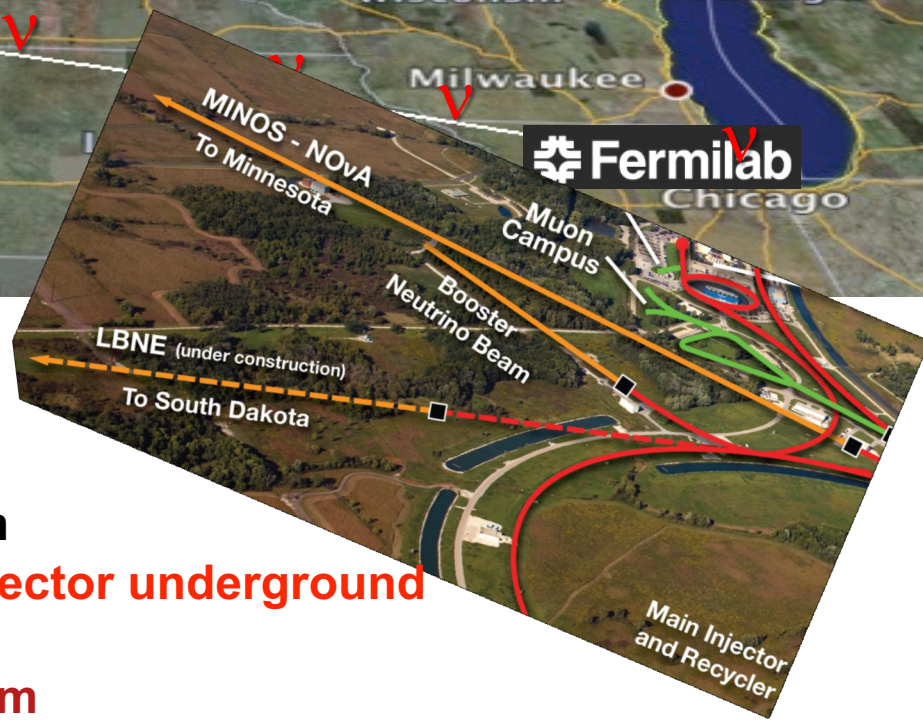 Milwaukee
ν
ν
ν
ν
Fermilab
Chicago
MINOS - NOνA
To Minnesota
Muon
Campus
Booster
Neutrino Beam
LBNE (under construction)
To South Dakota
Main Injector
and Recycler
ector underground
m